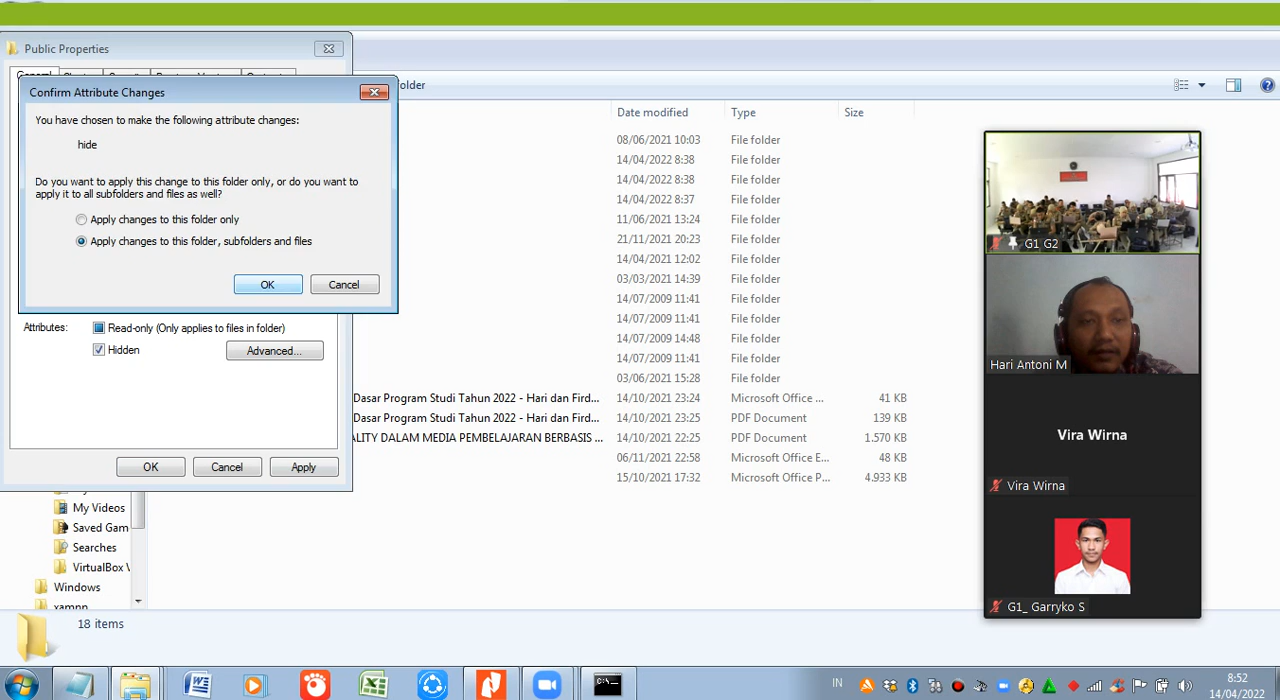 Public Properties
Confirm Attribute Changes
older
You have chosen to make the following attribute changes:
hide
Do you want to apply this change to this folder only, or do you want to
apply it to all subfolders and files as well?
Apply changes to this folder only
Apply changes to this folder, subfolders and files
OK Cancel
Attributes: Read-only (Only applies to files in folder)
Hidden Advanced...
OK Cancel Apply
Date modified Type Size
08/06/2021 10:03 File folder
14/04/2022 8:38 File folder
14/04/2022 8:38 File folder
14/04/2022 8:37 File folder
11/06/2021 13:24 File folder
21/11/2021 20:23 File folder
14/04/2022 12:02 File folder
03/03/2021 14:39 File folder
14/07/2009 11:41 File folder
14/07/2009 11:41 File folder
14/07/2009 14:48 File folder
14/07/2009 11:41 File folder
03/06/2021 15:28 File folder
Dasar Program Studi Tahun 2022 - Hari dan Fird... 14/10/2021 23:24 Microsoft Office ... 41 KB
Dasar Program Studi Tahun 2022 - Hari dan Fird... 14/10/2021 23:25 PDF Document 139 KB
ALITY DALAM MEDIA PEMBELAJARAN BERBASIS ... 14/10/2021 22:25 PDF Document 1.570 KB
06/11/2021 22:58 Microsoft Office E... 48 KB
15/10/2021 17:32 Microsoft Office P... 4.933 KB
G1 G2
Hari Antoni M
Vira Wirna
Vira Wirna
G1_ Garryko S
My Videos
Saved Gam
Searches
VirtualBox V
Windows
xampp
18 items
IN
8:52
14/04/2022